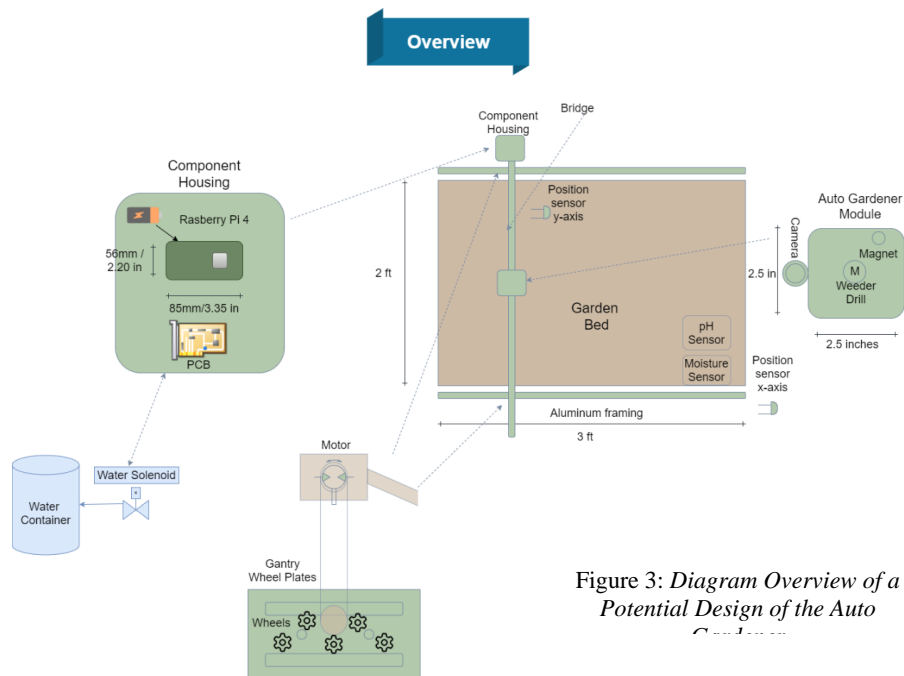 Overview
Component
Housing
Bridge
Component
Housing
Rasberry Pi 4
56mm /
2.20 in
85mm/3.35 in
PCB
Position
sensor
y-axis
2 ft
Garden
Bed
pH
Sensor
Moisture
Sensor
Position
sensor
x-axis
Aluminum framing
3 ft
Auto Gardener
Module
Camera
Magnet
M
Weeder
Drill
2.5 in
2.5 inches
Motor
Water Solenoid
Water
Container
Gantry
Wheel Plates
Wheels
Figure 3: Diagram Overview of a
Potential Design of the Auto